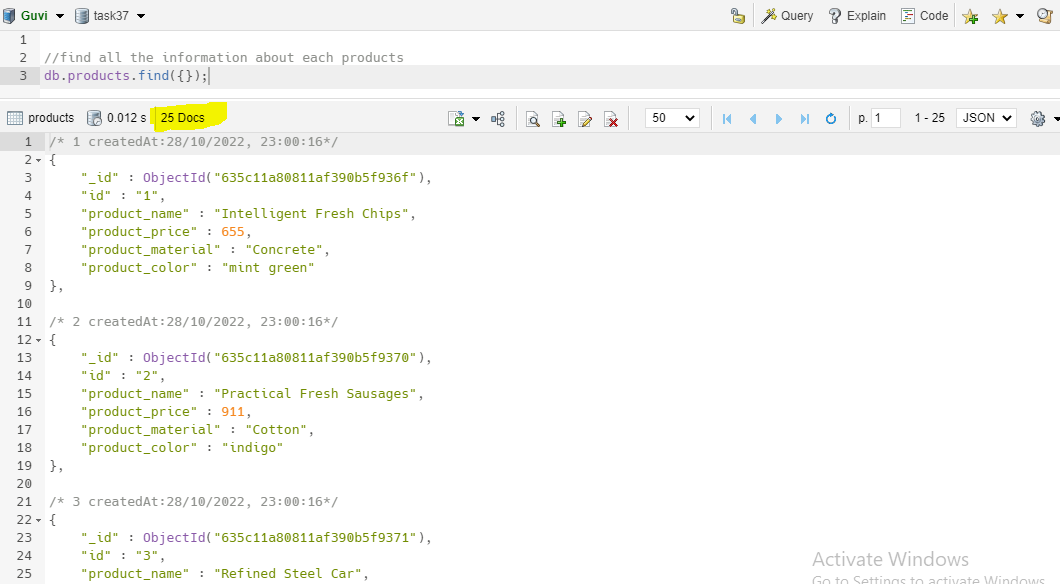 Guvi task37 Query Explain Code
1
2 //find all the information about each products
3 db.products.find({});
products 0.012 s 25 Docs 50 p. 1 1 - 25 JSON
1 /* 1 createdAt:28/10/2022, 23:00:16*/
2 {
3 "_id" : ObjectId("635c11a80811af390b5f936f"),
4 "id" : "1",
5 "product_name" : "Intelligent Fresh Chips",
6 "product_price" : 655,
7 "product_material" : "Concrete",
8 "product_color" : "mint green"
9 },
10
11 /* 2 createdAt:28/10/2022, 23:00:16*/
12 {
13 "_id" : ObjectId("635c11a80811af390b5f9370"),
14 "id" : "2",
15 "product_name" : "Practical Fresh Sausages",
16 "product_price" : 911,
17 "product_material" : "Cotton",
18 "product_color" : "indigo"
19 },
20
21 /* 3 createdAt:28/10/2022, 23:00:16*/
22 {
23 "_id" : ObjectId("635c11a80811af390b5f9371"),
24 "id" : "3",
25 "product_name" : "Refined Steel Car",
Activate Windows
Go to Settings to activate Windows.